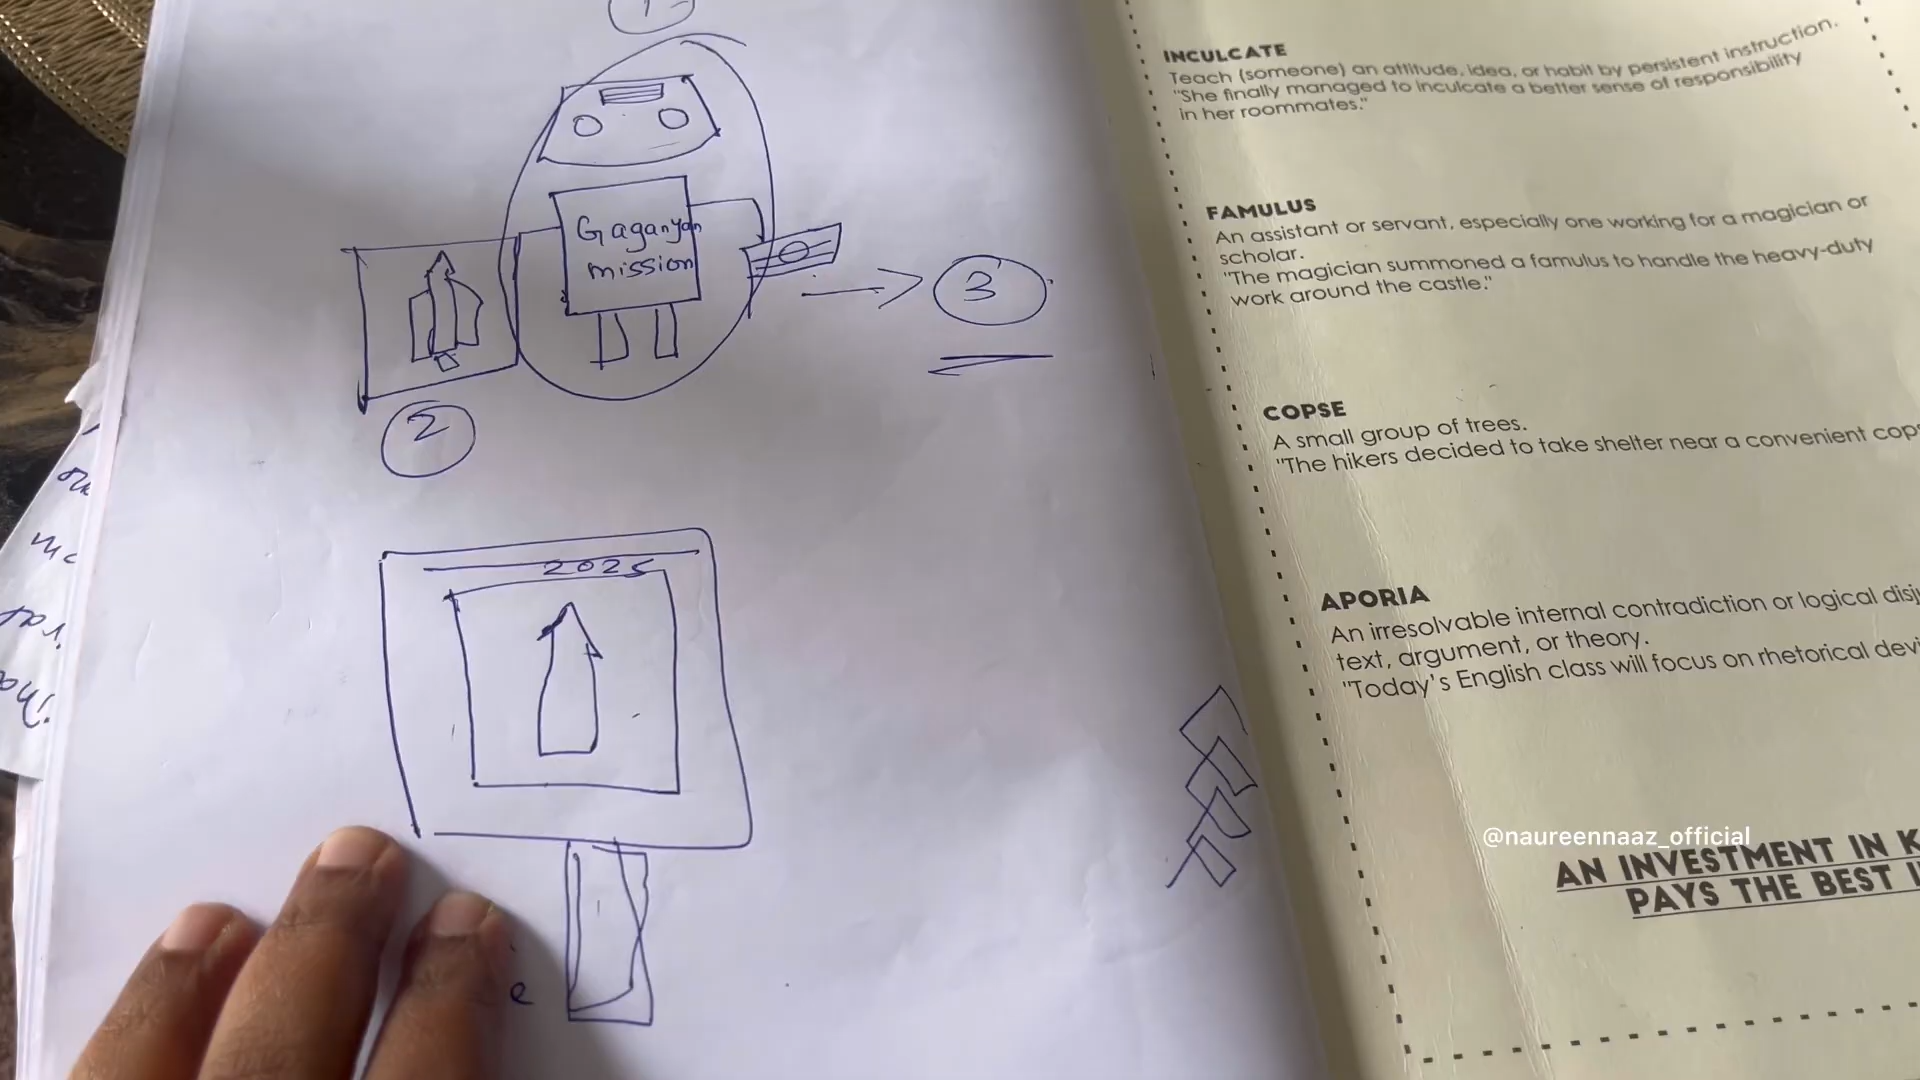 1
Gaganyan
mission
3
2
2025
e
INCULCATE
Teach (someone) an attitude, idea, or habit by persistent instruction.
"She finally managed to inculcate a better sense of responsibility
in her roommates."
FAMULUS
An assistant or servant, especially one working for a magician or
scholar.
"The magician summoned a famulus to handle the heavy-duty
work around the castle."
COPSE
A small group of trees.
"The hikers decided to take shelter near a convenient cops
APORIA
An irresolvable internal contradiction or logical disj
text, argument, or theory.
"Today's English class will focus on rhetorical devi
@naureennaaz_official
AN INVESTMENT IN K
PAYS THE BEST I